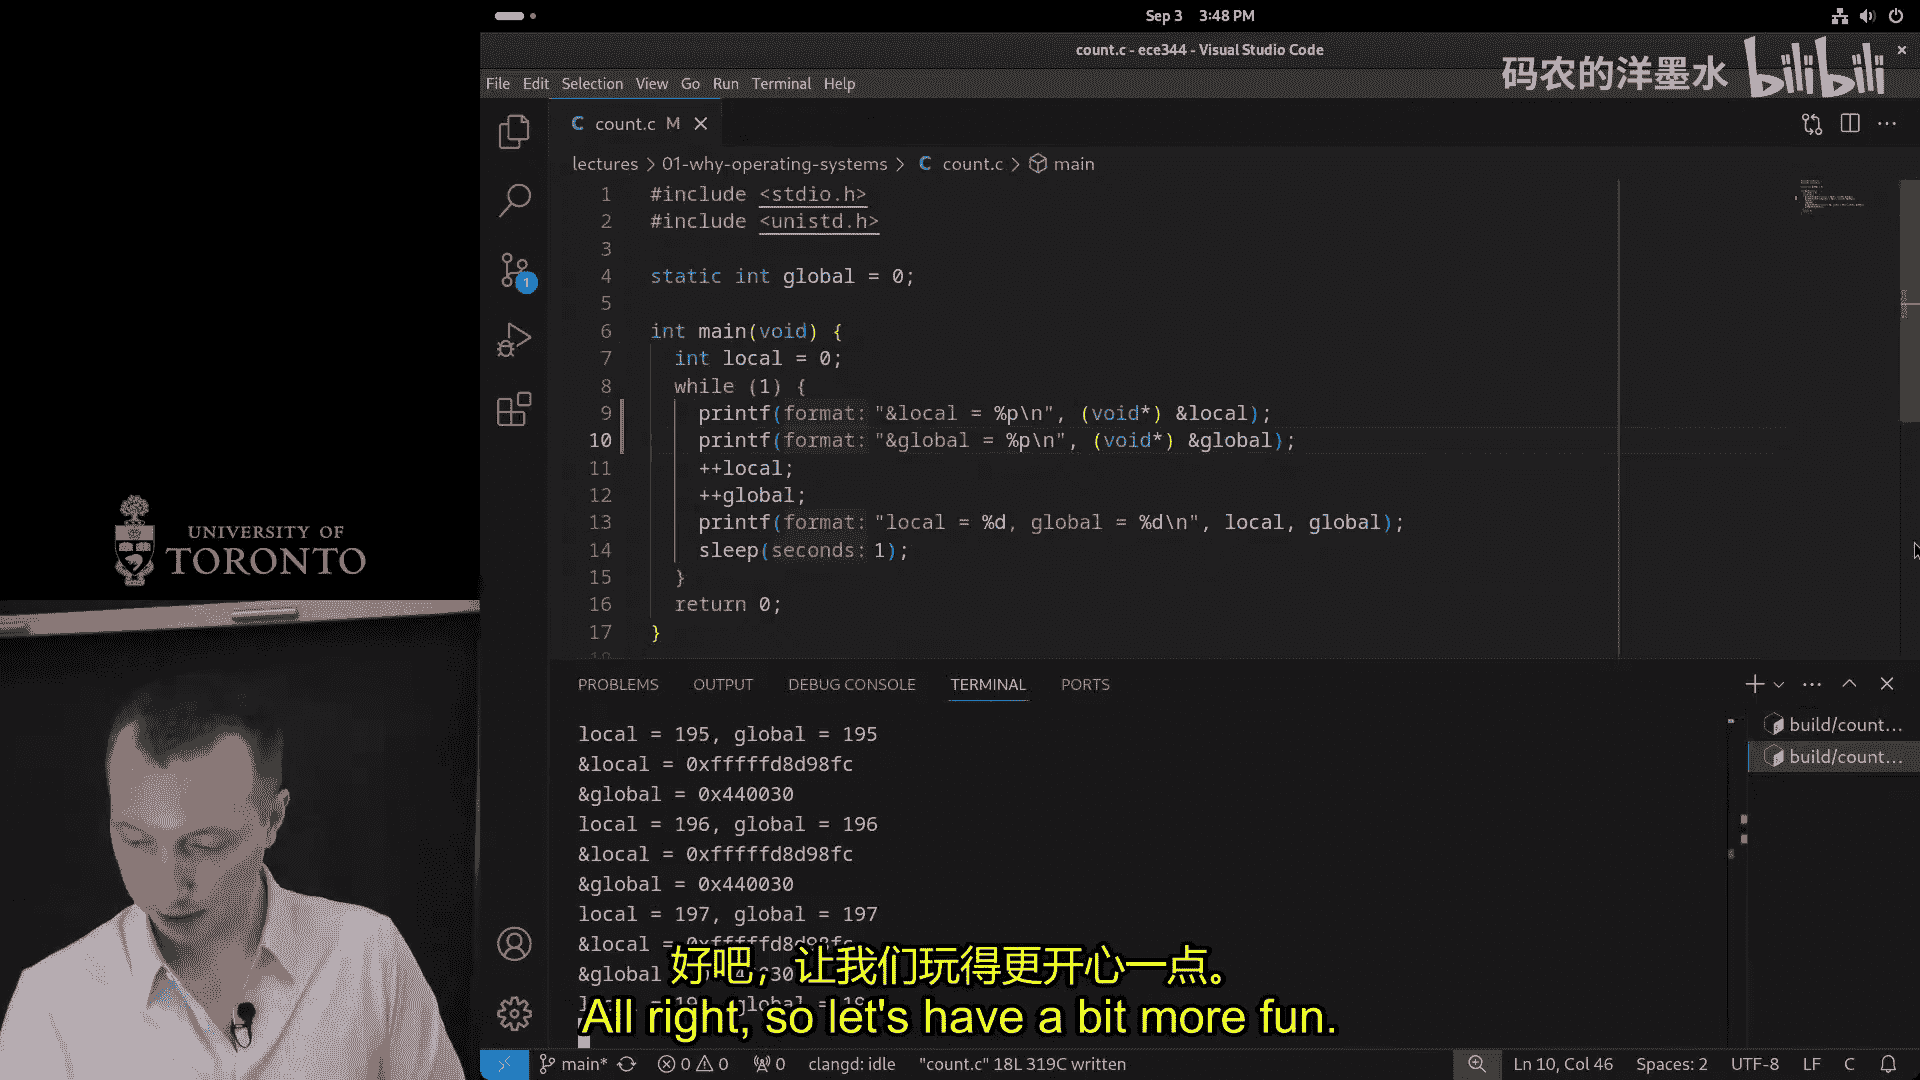 Sep 3 3:48 PM
count.c - ece344 - Visual Studio Code
码农的洋墨水 bilibili
File Edit Selection View Go Run Terminal Help
C count.c M
lectures > 01-why-operating-systems > C count.c > main
1 #include <stdio.h>
2 #include <unistd.h>
3
4 static int global = 0;
5
6 int main(void) {
7 int local = 0;
8 while (1) {
9 printf(format: "&local = %p\n", (void*) &local);
10 printf(format: "&global = %p\n", (void*) &global);
11 ++local;
12 ++global;
13 printf(format: "local = %d, global = %d\n", local, global);
14 sleep(seconds: 1);
15 }
16 return 0;
17 }
1
UNIVERSITY OF
TORONTO
PROBLEMS OUTPUT DEBUG CONSOLE TERMINAL PORTS
build/count...
build/count...
local = 195, global = 195
&local = 0xfffffd8d98fc
&global = 0x440030
local = 196, global = 196
&local = 0xfffffd8d98fc
&global = 0x440030
local = 197, global = 197
&local = 0xfffffd8d98fc
&global
好吧，让我们玩得更开心一点。
All right, so let's have a bit more fun.
main* 0 0 0 clangd: idle "count.c" 18L 319C written Ln 10, Col 46 Spaces: 2 UTF-8 LF C